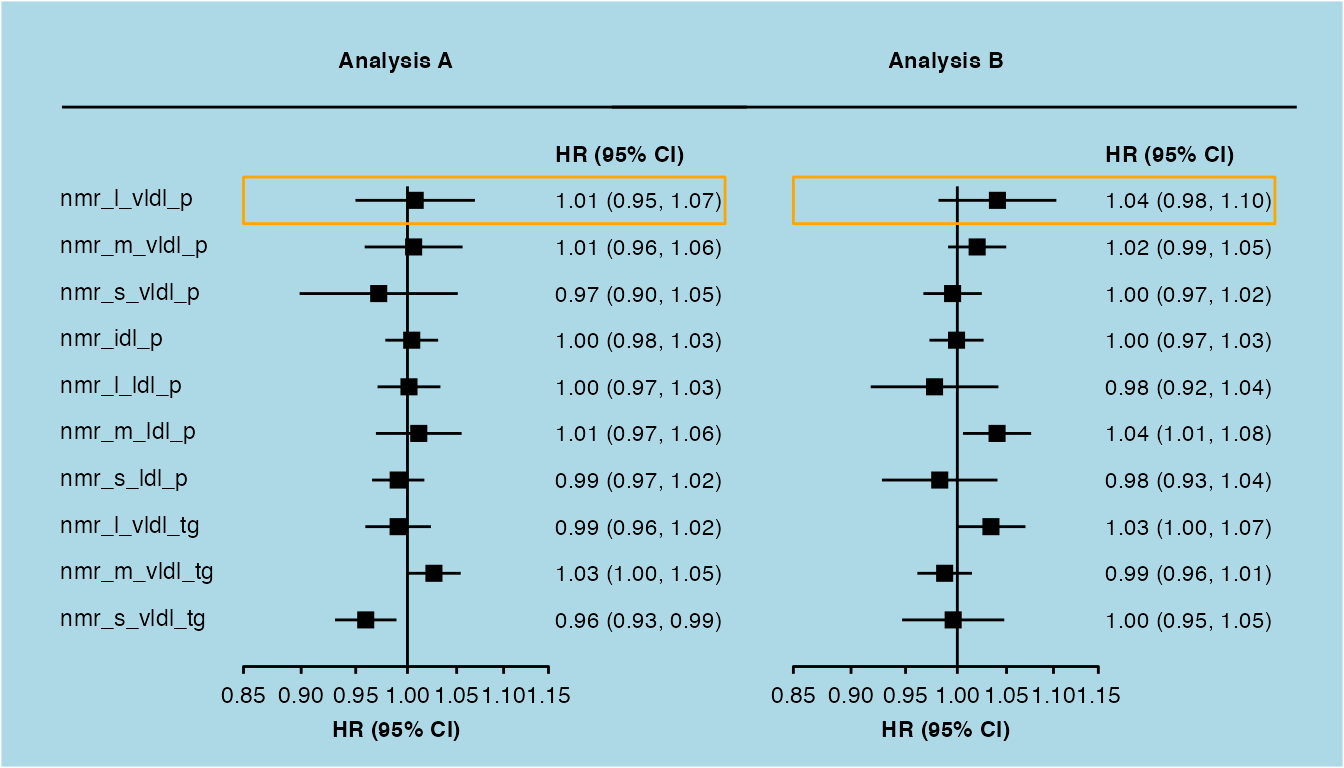 Analysis A Analysis B
HR (95% CI) HR (95% CI)
nmr_l_vldl_p 1.01 (0.95, 1.07) 1.04 (0.98, 1.10)
nmr_m_vldl_p 1.01 (0.96, 1.06) 1.02 (0.99, 1.05)
nmr_s_vldl_p 0.97 (0.90, 1.05) 1.00 (0.97, 1.02)
nmr_idl_p 1.00 (0.98, 1.03) 1.00 (0.97, 1.03)
nmr_l_ldl_p 1.00 (0.97, 1.03) 0.98 (0.92, 1.04)
nmr_m_ldl_p 1.01 (0.97, 1.06) 1.04 (1.01, 1.08)
nmr_s_ldl_p 0.99 (0.97, 1.02) 0.98 (0.93, 1.04)
nmr_l_vldl_tg 0.99 (0.96, 1.02) 1.03 (1.00, 1.07)
nmr_m_vldl_tg 1.03 (1.00, 1.05) 0.99 (0.96, 1.01)
nmr_s_vldl_tg 0.96 (0.93, 0.99) 1.00 (0.95, 1.05)
0.85 0.90 0.95 1.00 1.05 1.10 1.15 0.85 0.90 0.95 1.00 1.05 1.10 1.15
HR (95% CI) HR (95% CI)